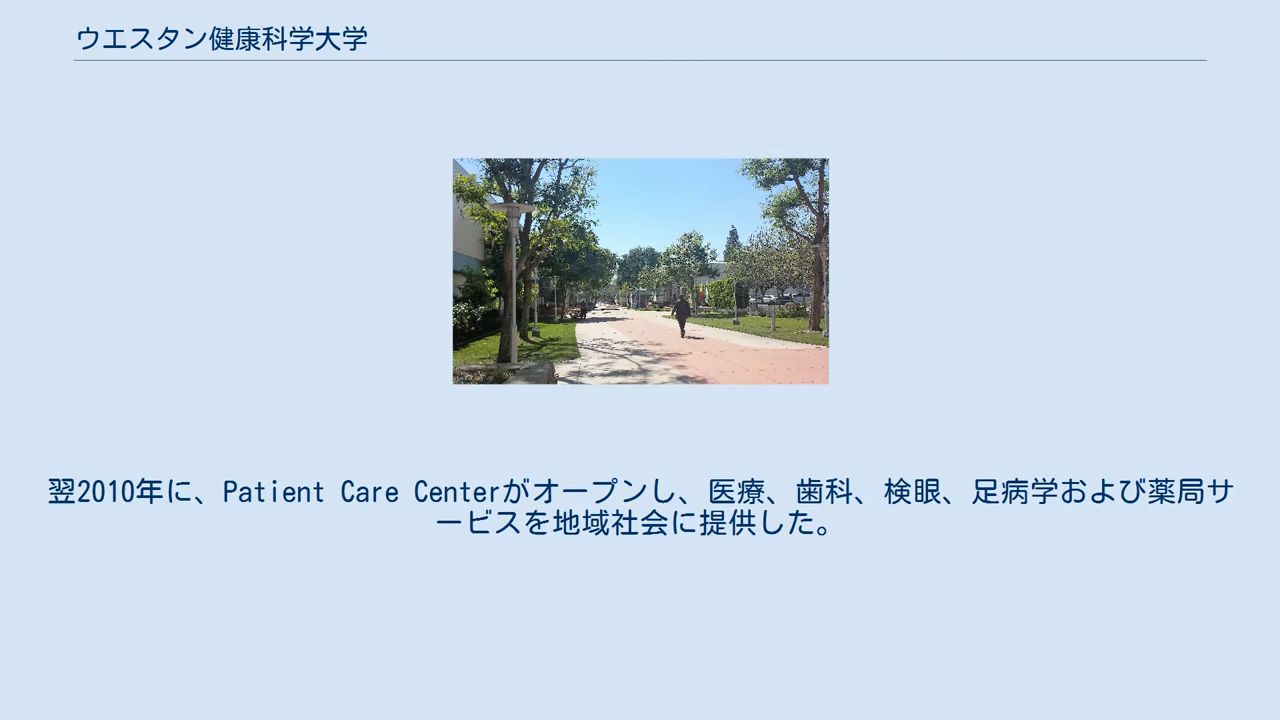 ウエスタン健康科学大学
翌2010年に、Patient Care Centerがオープンし、医療、歯科、検眼、足病学および薬局サ
ービスを地域社会に提供した。